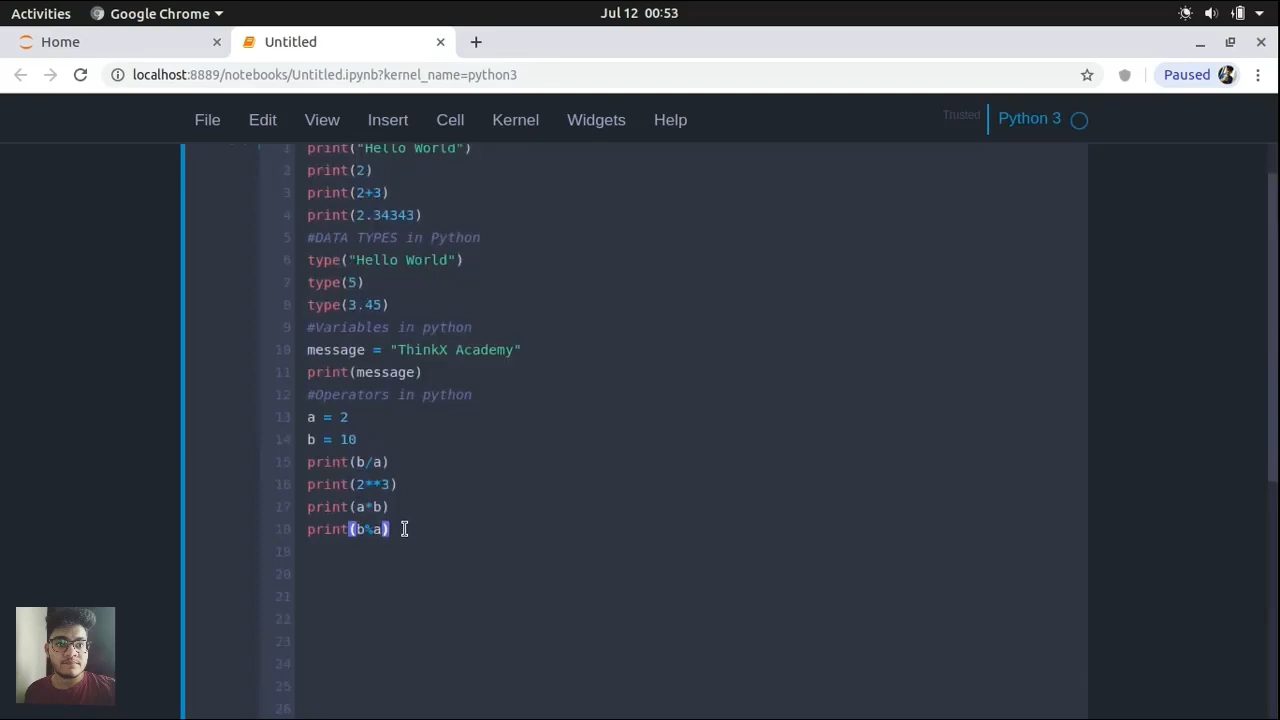 Activities Google Chrome Jul 12 00:53
Home Untitled
localhost:8889/notebooks/Untitled.ipynb?kernel_name=python3 Paused
File Edit View Insert Cell Kernel Widgets Help Trusted Python 3
1 print("Hello World")
2 print(2)
3 print(2+3)
4 print(2.34343)
5 #DATA TYPES in Python
6 type("Hello World")
7 type(5)
8 type(3.45)
9 #Variables in python
10 message = "ThinkX Academy"
11 print(message)
12 #Operators in python
13 a = 2
14 b = 10
15 print(b/a)
16 print(2**3)
17 print(a*b)
18 print(b%a)
19
20
21
22
23
24
25
26